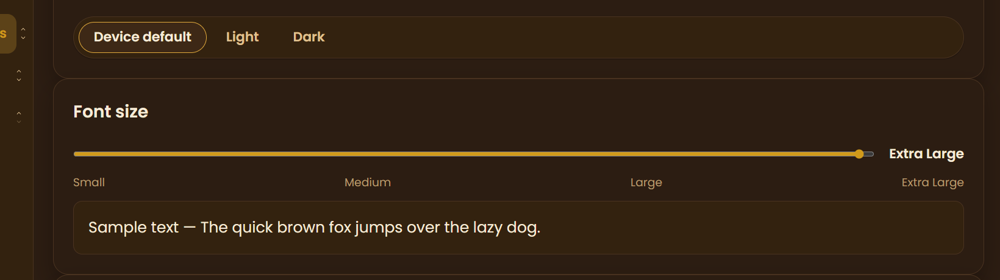 s
Device default Light Dark
Font size
Extra Large
Small Medium Large Extra Large
Sample text — The quick brown fox jumps over the lazy dog.